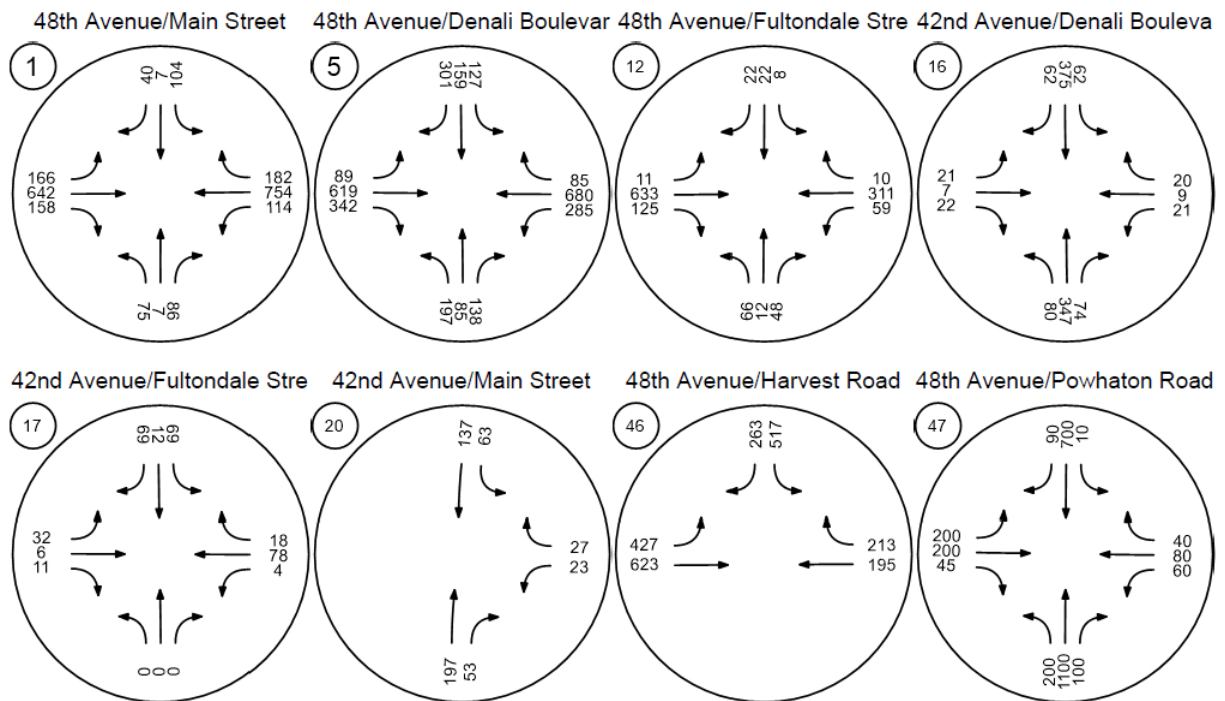 48th Avenue/Main Street
1
40 7 104
166
642
158
182
754
114
75 7 86
48th Avenue/Denali Boulevar
5
301 159 127
89
619
342
85
680
285
197 85 138
48th Avenue/Fultondale Stre
12
22 22 8
11
633
125
10
311
59
66 12 48
42nd Avenue/Denali Bouleva
16
62 375 62
21
7
22
20
9
21
80 347 74
42nd Avenue/Fultondale Stre
17
69 12 69
32
6
11
18
78
4
0 0 0
42nd Avenue/Main Street
20
137 63
27
23
197 53
48th Avenue/Harvest Road
46
263 517
427
623
213
195
48th Avenue/Powhaton Road
47
90 700 10
200
200
45
40
80
60
200 1100 100